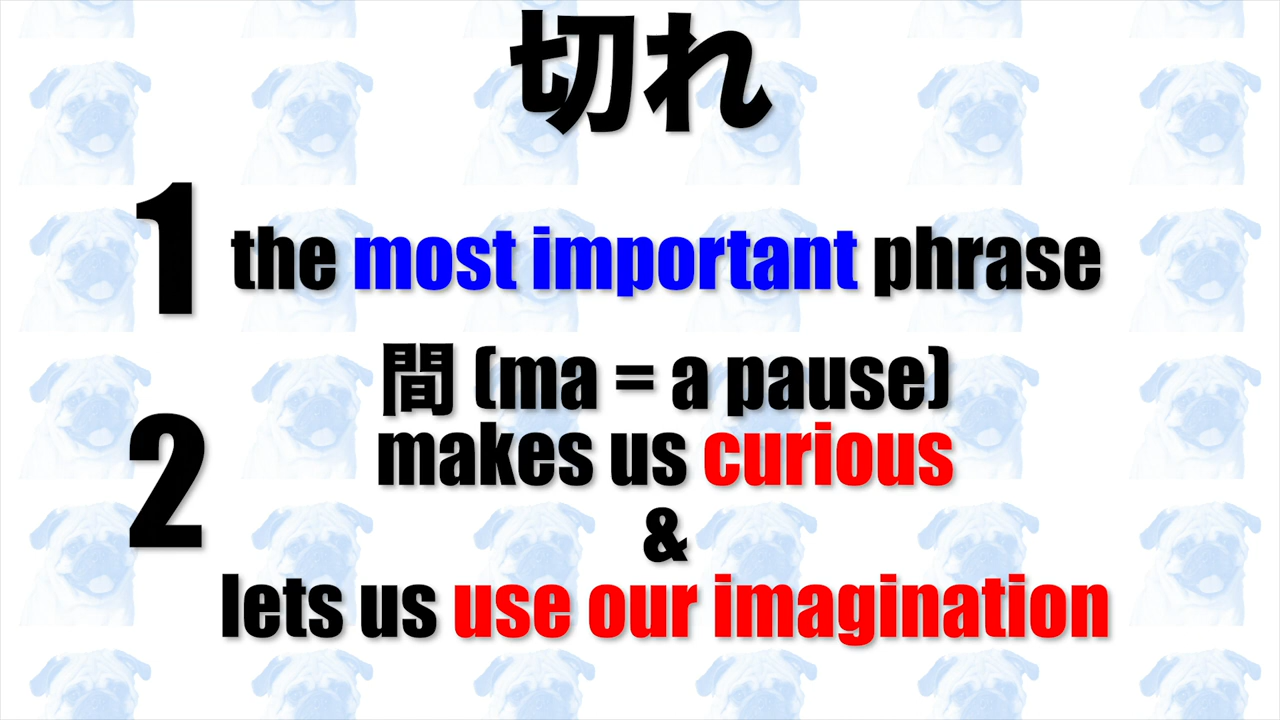 切れ
1 the most important phrase
間 (ma = a pause)
makes us curious
2
&
lets us use our imagination